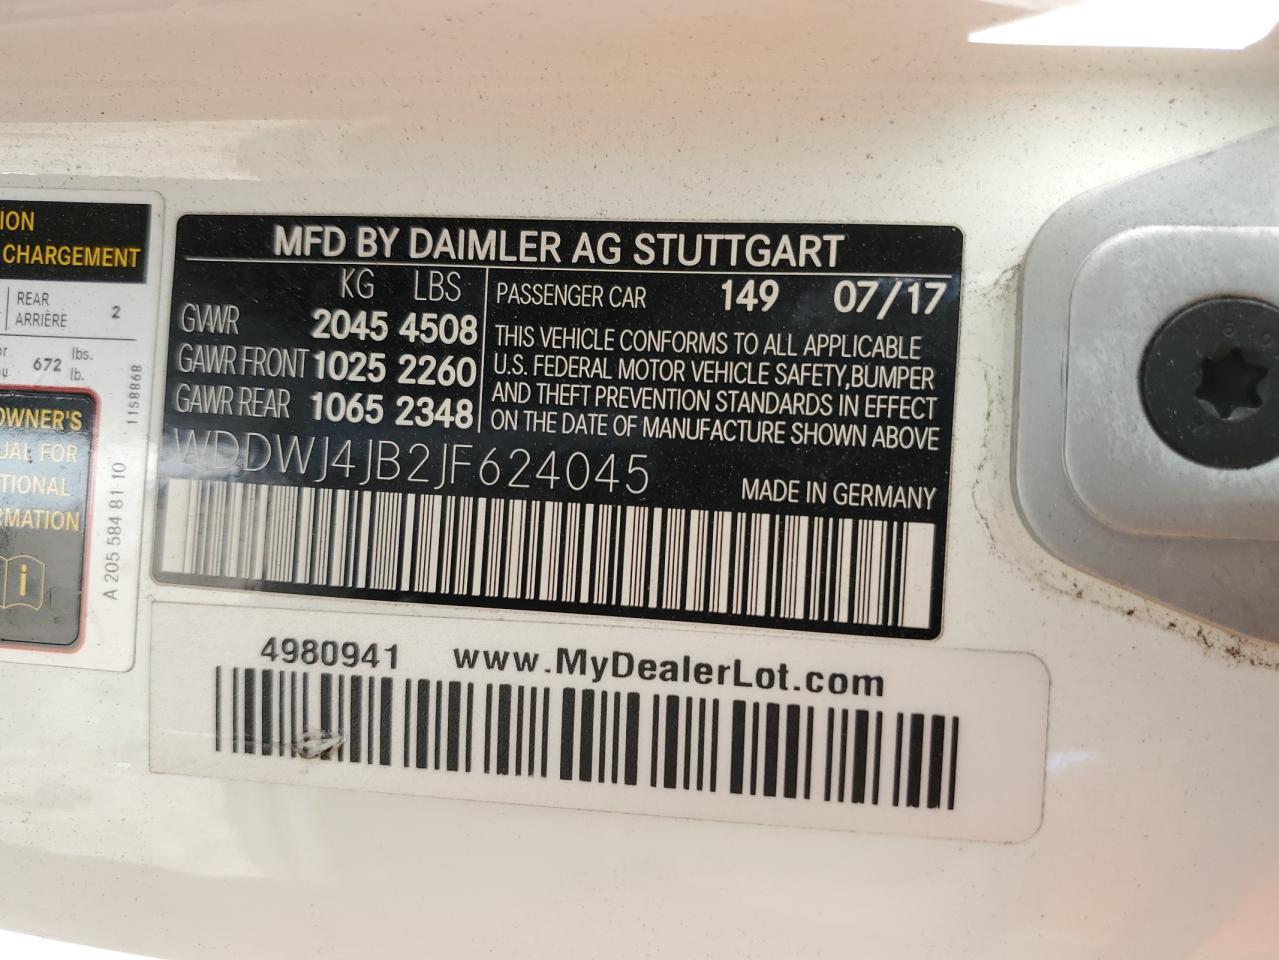 ION
CHARGEMENT
REAR
ARRIÈRE 2
672 lbs.
lb.
OWNER'S
FOR
1158868
A 205 584 81 10
MFD BY DAIMLER AG STUTTGART
KG LBS
GVWR 2045 4508
GAWR FRONT 1025 2260
GAWR REAR 1065 2348
PASSENGER CAR 149 07/17
THIS VEHICLE CONFORMS TO ALL APPLICABLE
U.S. FEDERAL MOTOR VEHICLE SAFETY,BUMPER
AND THEFT PREVENTION STANDARDS IN EFFECT
ON THE DATE OF MANUFACTURE SHOWN ABOVE
WDDWJ4JB2JF624045
MADE IN GERMANY
4980941 www.MyDealerLot.com